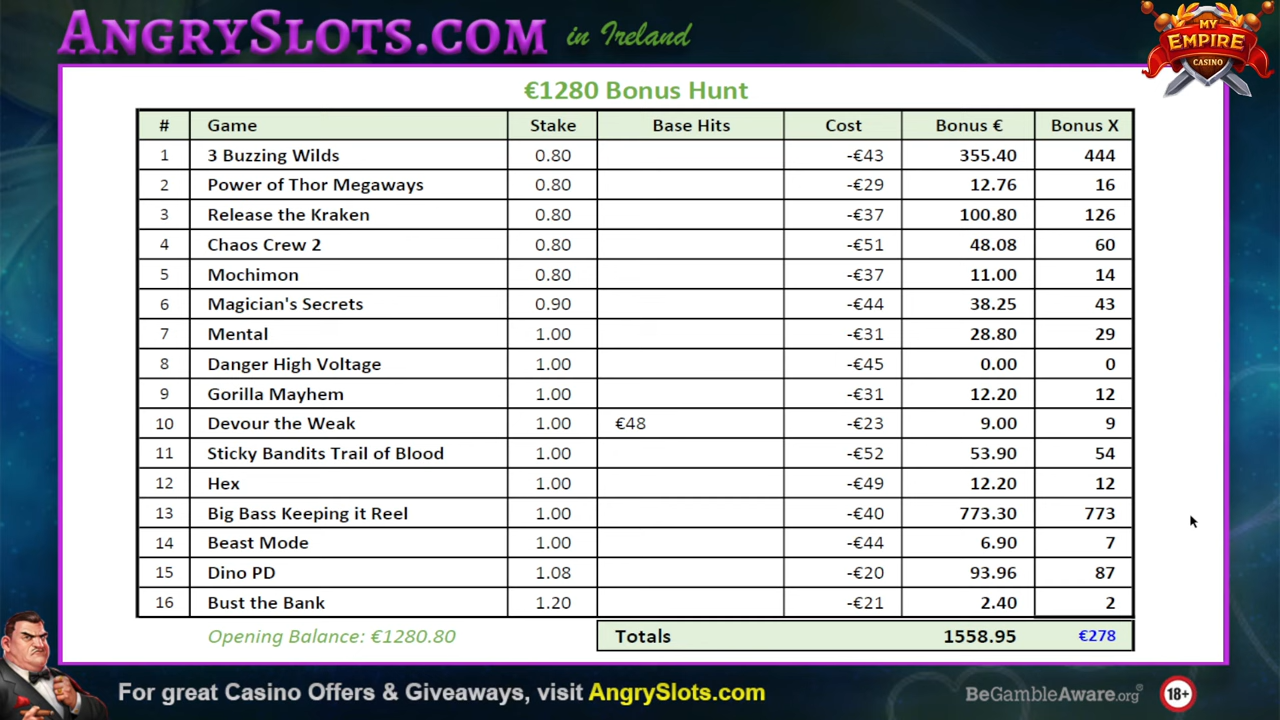 ANGRYSLOTS.COM in Ireland
MY EMPIRE CASINO
€1280 Bonus Hunt
# Game Stake Base Hits Cost Bonus € Bonus X
1 3 Buzzing Wilds 0.80 -€43 355.40 444
2 Power of Thor Megaways 0.80 -€29 12.76 16
3 Release the Kraken 0.80 -€37 100.80 126
4 Chaos Crew 2 0.80 -€51 48.08 60
5 Mochimon 0.80 -€37 11.00 14
6 Magician's Secrets 0.90 -€44 38.25 43
7 Mental 1.00 -€31 28.80 29
8 Danger High Voltage 1.00 -€45 0.00 0
9 Gorilla Mayhem 1.00 -€31 12.20 12
10 Devour the Weak 1.00 €48 -€23 9.00 9
11 Sticky Bandits Trail of Blood 1.00 -€52 53.90 54
12 Hex 1.00 -€49 12.20 12
13 Big Bass Keeping it Reel 1.00 -€40 773.30 773
14 Beast Mode 1.00 -€44 6.90 7
15 Dino PD 1.08 -€20 93.96 87
16 Bust the Bank 1.20 -€21 2.40 2
Opening Balance: €1280.80 Totals 1558.95 €278
For great Casino Offers & Giveaways, visit AngrySlots.com BeGambleAware.org® 18+